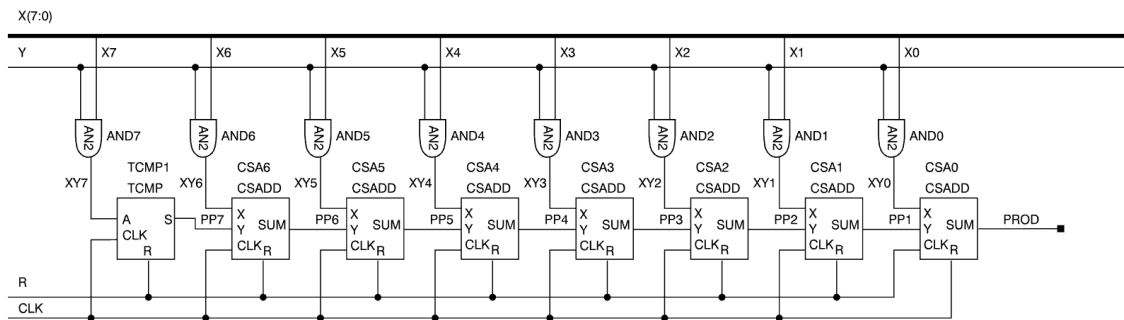 X(7:0)
Y X7 X6 X5 X4 X3 X2 X1 X0
AN2 AND7 AN2 AND6 AN2 AND5 AN2 AND4 AN2 AND3 AN2 AND2 AN2 AND1 AN2 AND0
TCMP1 CSA6 CSA5 CSA4 CSA3 CSA2 CSA1 CSA0
XY7 TCMP XY6 CSADD XY5 CSADD XY4 CSADD XY3 CSADD XY2 CSADD XY1 CSADD XY0 CSADD
A S PP7 X PP6 X PP5 X PP4 X PP3 X PP2 X PP1 X PROD
Y SUM Y SUM Y SUM Y SUM Y SUM Y SUM Y SUM
CLK R CLK R CLK R CLK R CLK R CLK R CLK R CLK R
R
CLK